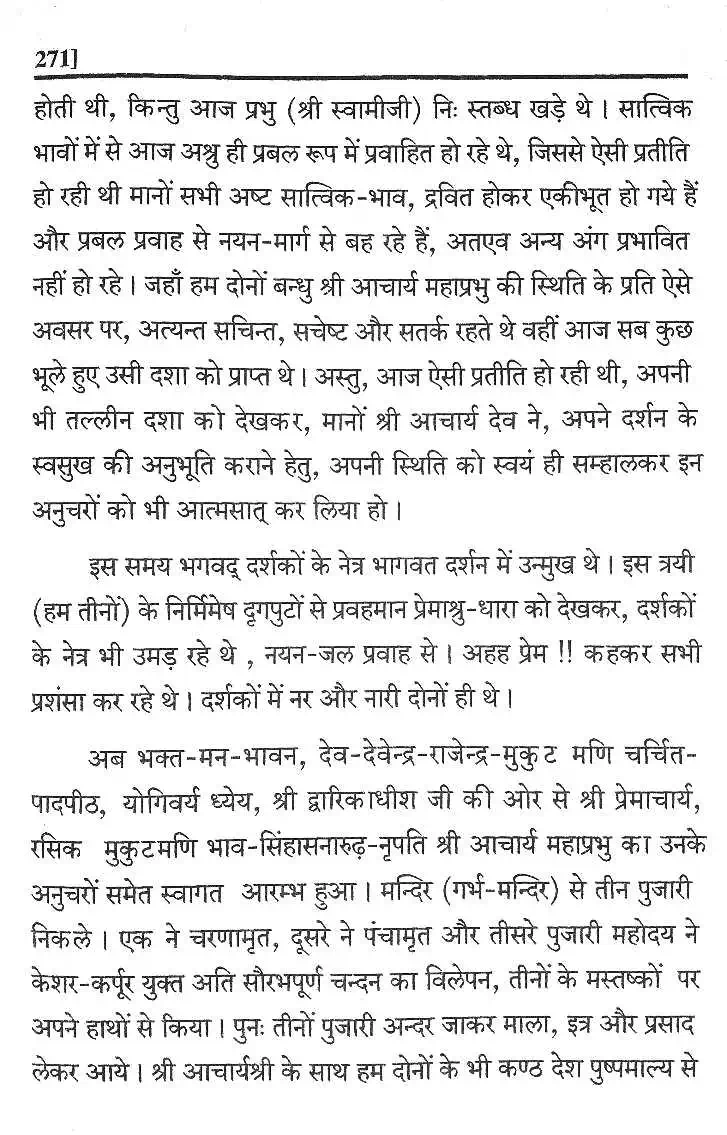 271]
होती थी, किन्तु आज प्रभु (श्री स्वामीजी) निः स्तब्ध खड़े थे। सात्विक
भावों में से आज अश्रु ही प्रबल रूप में प्रवाहित हो रहे थे, जिससे ऐसी प्रतीति
हो रही थी मानों सभी अष्ट सात्विक-भाव, द्रवित होकर एकीभूत हो गये हैं
और प्रबल प्रवाह से नयन-मार्ग से बह रहे हैं, अतएव अन्य अंग प्रभावित
नहीं हो रहे। जहाँ हम दोनों बन्धु श्री आचार्य महाप्रभु की स्थिति के प्रति ऐसे
अवसर पर, अत्यन्त सचिन्त, सचेष्ट और सतर्क रहते थे वहीं आज सब कुछ
भूले हुए उसी दशा को प्राप्त थे। अस्तु, आज ऐसी प्रतीति हो रही थी, अपनी
भी तल्लीन दशा को देखकर, मानों श्री आचार्य देव ने, अपने दर्शन के
स्वसुख की अनुभूति कराने हेतु, अपनी स्थिति को स्वयं ही सम्हालकर इन
अनुचरों को भी आत्मसात् कर लिया हो।
इस समय भगवद् दर्शकों के नेत्र भागवत दर्शन में उन्मुख थे। इस त्रयी
(हम तीनों) के निर्मिमेष दृगपुटों से प्रवहमान प्रेमाश्रु-धारा को देखकर, दर्शकों
के नेत्र भी उमड़ रहे थे , नयन-जल प्रवाह से। अहह प्रेम !! कहकर सभी
प्रशंसा कर रहे थे। दर्शकों में नर और नारी दोनों ही थे।
अब भक्त-मन-भावन, देव-देवेन्द्र-राजेन्द्र-मुकुट मणि चर्चित-
पादपीठ, योगिवर्य ध्येय, श्री द्वारिकाधीश जी की ओर से श्री प्रेमाचार्य,
रसिक मुकुटमणि भाव-सिंहासनारुढ़-नृपति श्री आचार्य महाप्रभु का उनके
अनुचरों समेत स्वागत आरम्भ हुआ। मन्दिर (गर्भ-मन्दिर) से तीन पुजारी
निकले। एक ने चरणामृत, दूसरे ने पंचामृत और तीसरे पुजारी महोदय ने
केशर-कर्पूर युक्त अति सौरभपूर्ण चन्दन का विलेपन, तीनों के मस्तष्कों पर
अपने हाथों से किया। पुनः तीनों पुजारी अन्दर जाकर माला, इत्र और प्रसाद
लेकर आये। श्री आचार्यश्री के साथ हम दोनों के भी कण्ठ देश पुष्पमाल्य से